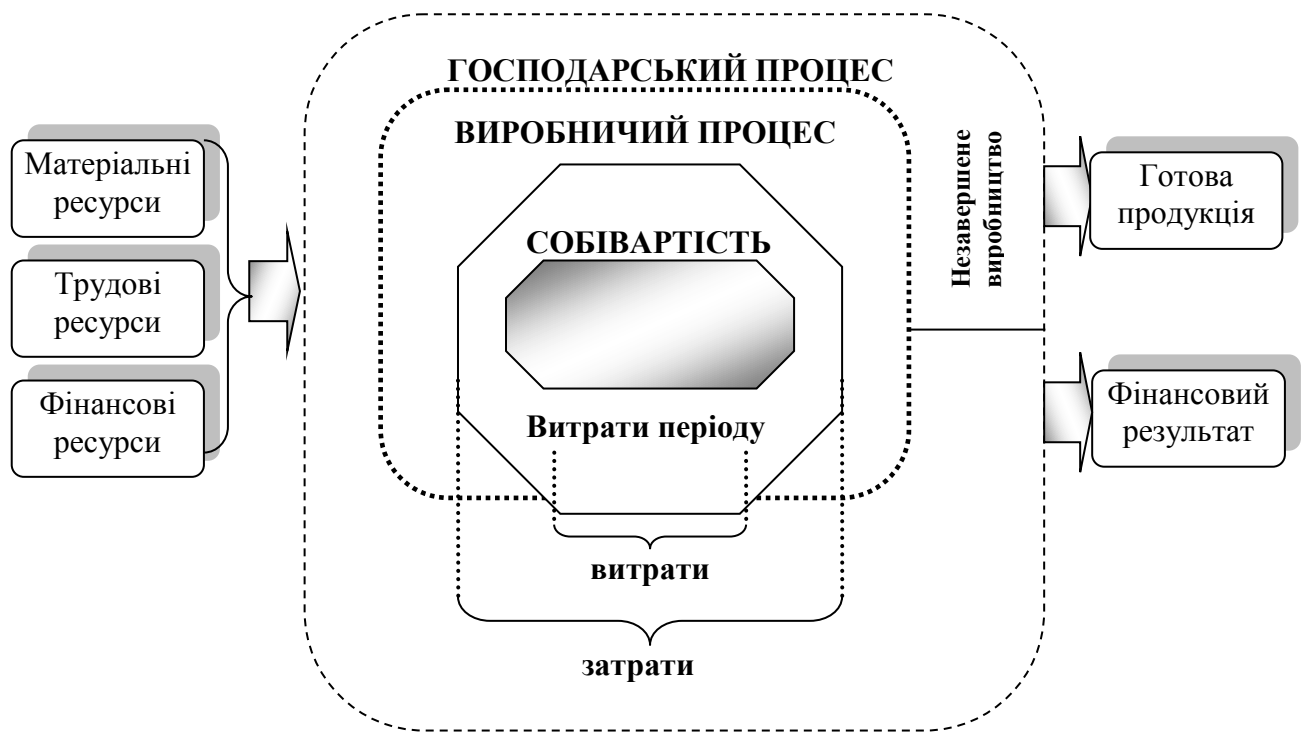 ГОСПОДАРСЬКИЙ ПРОЦЕС
ВИРОБНИЧИЙ ПРОЦЕС
Матеріальні
ресурси
Трудові
ресурси
Фінансові
ресурси
СОБІВАРТІСТЬ
Витрати періоду
витрати
затрати
Незавершене
виробництво
Готова
продукція
Фінансовий
результат